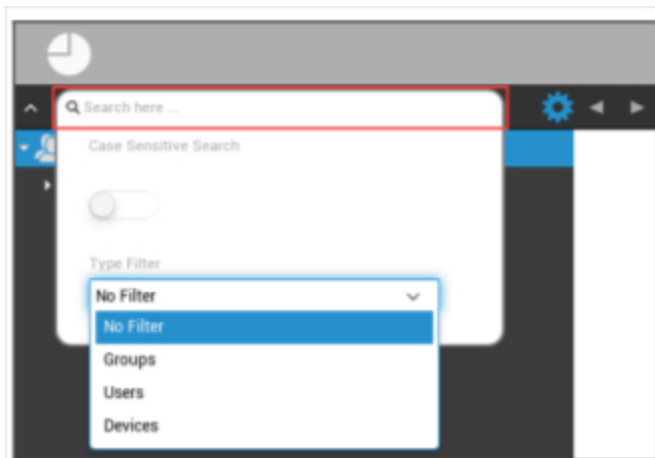 Search here ...
Case Sensitive Search
Type Filter
No Filter
No Filter
Groups
Users
Devices